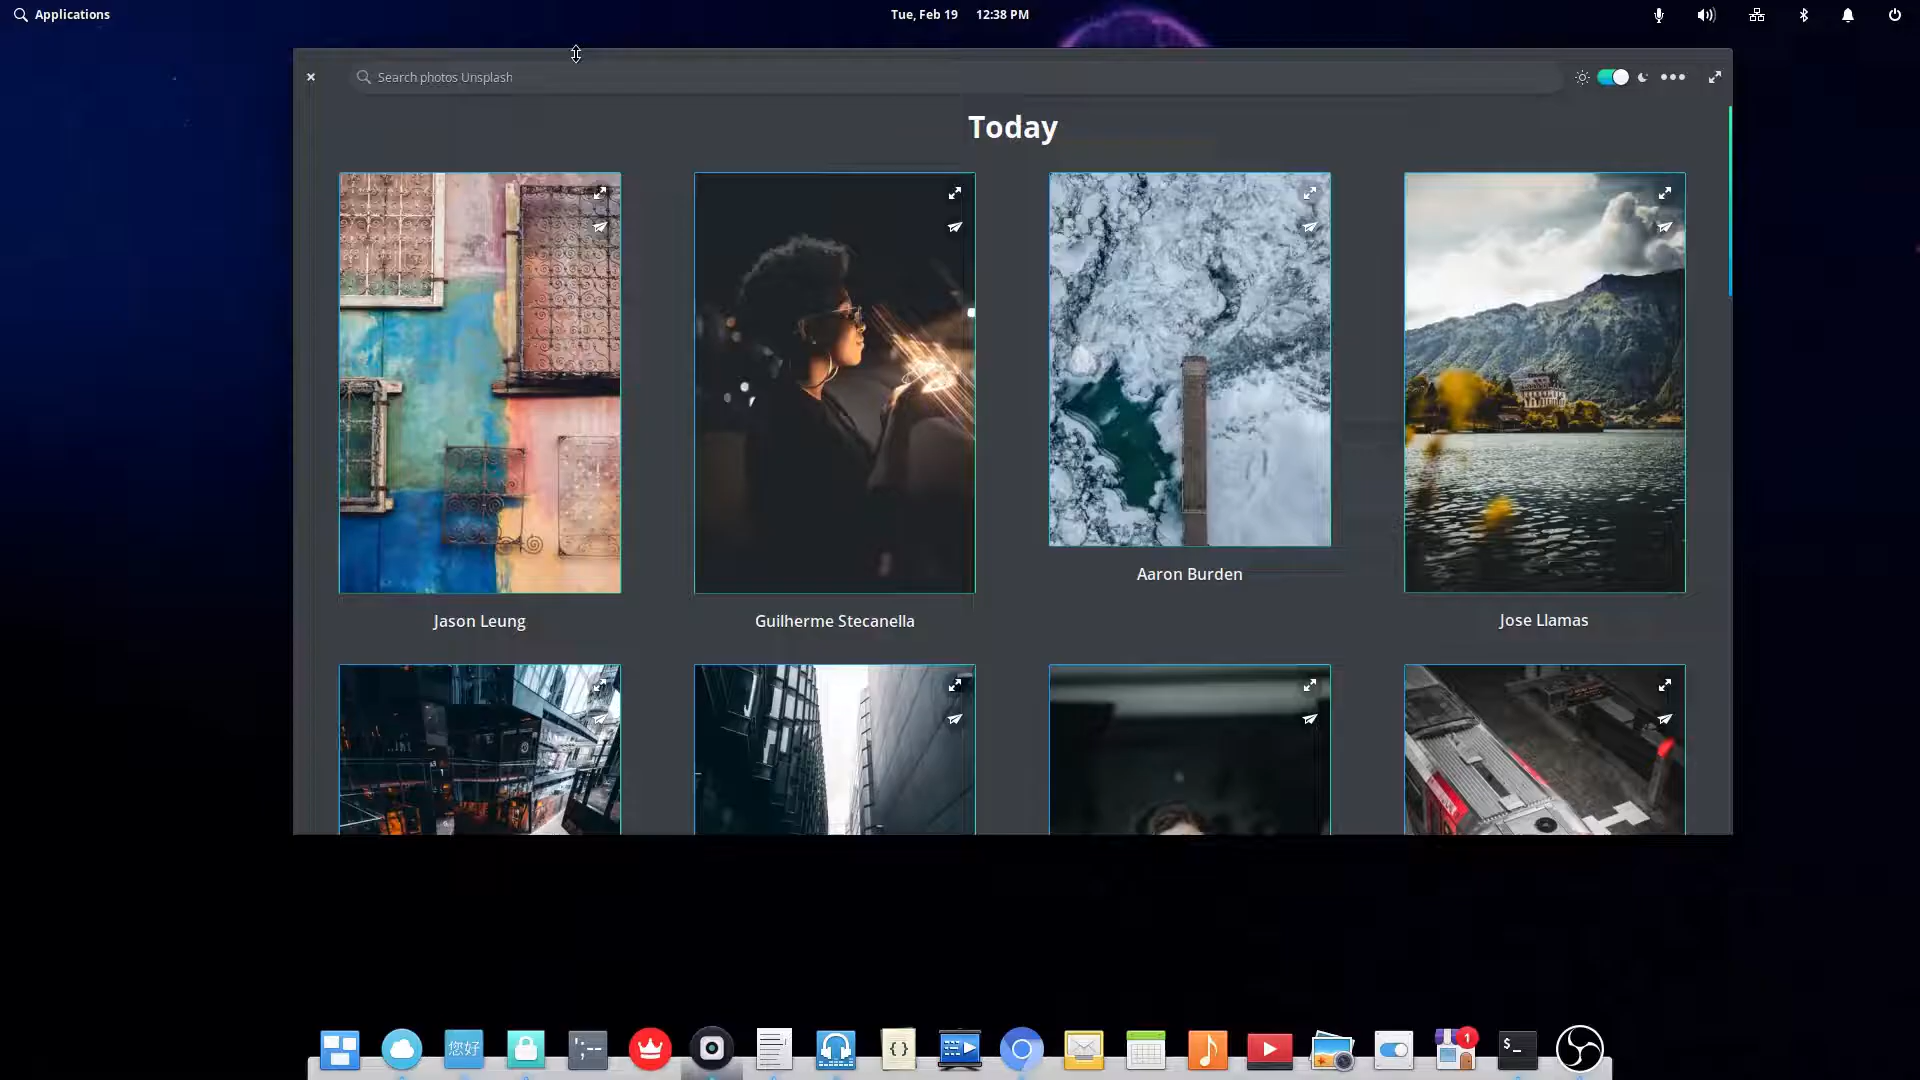 Applications
Tue, Feb 19 12:38 PM
Search photos Unsplash
Today
Jason Leung
Guilherme Stecanella
Aaron Burden
Jose Llamas
您好
';--
{ }
1
$_